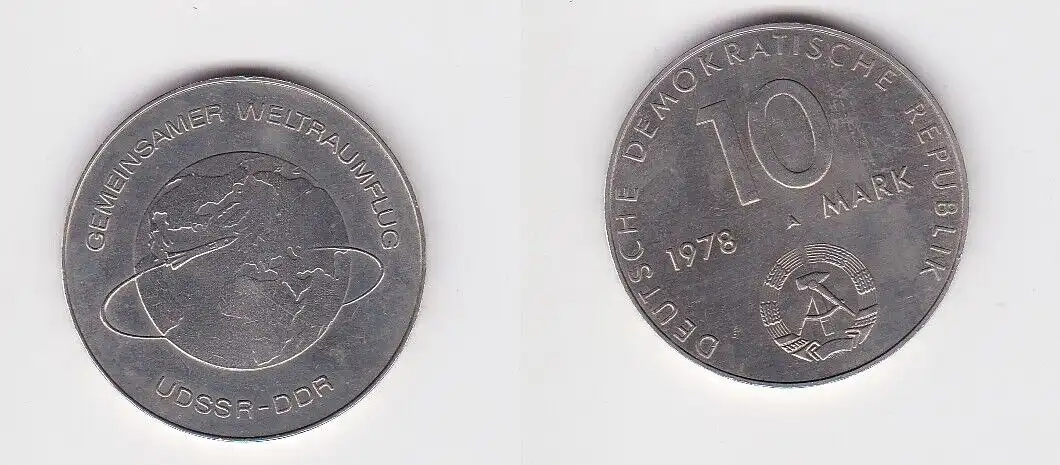 GEMEINSAMER WELTRAUMFLUG
UDSSR-DDR
DEUTSCHE DEMOKRATISCHE REPUBLIK
10
MARK
A
1978